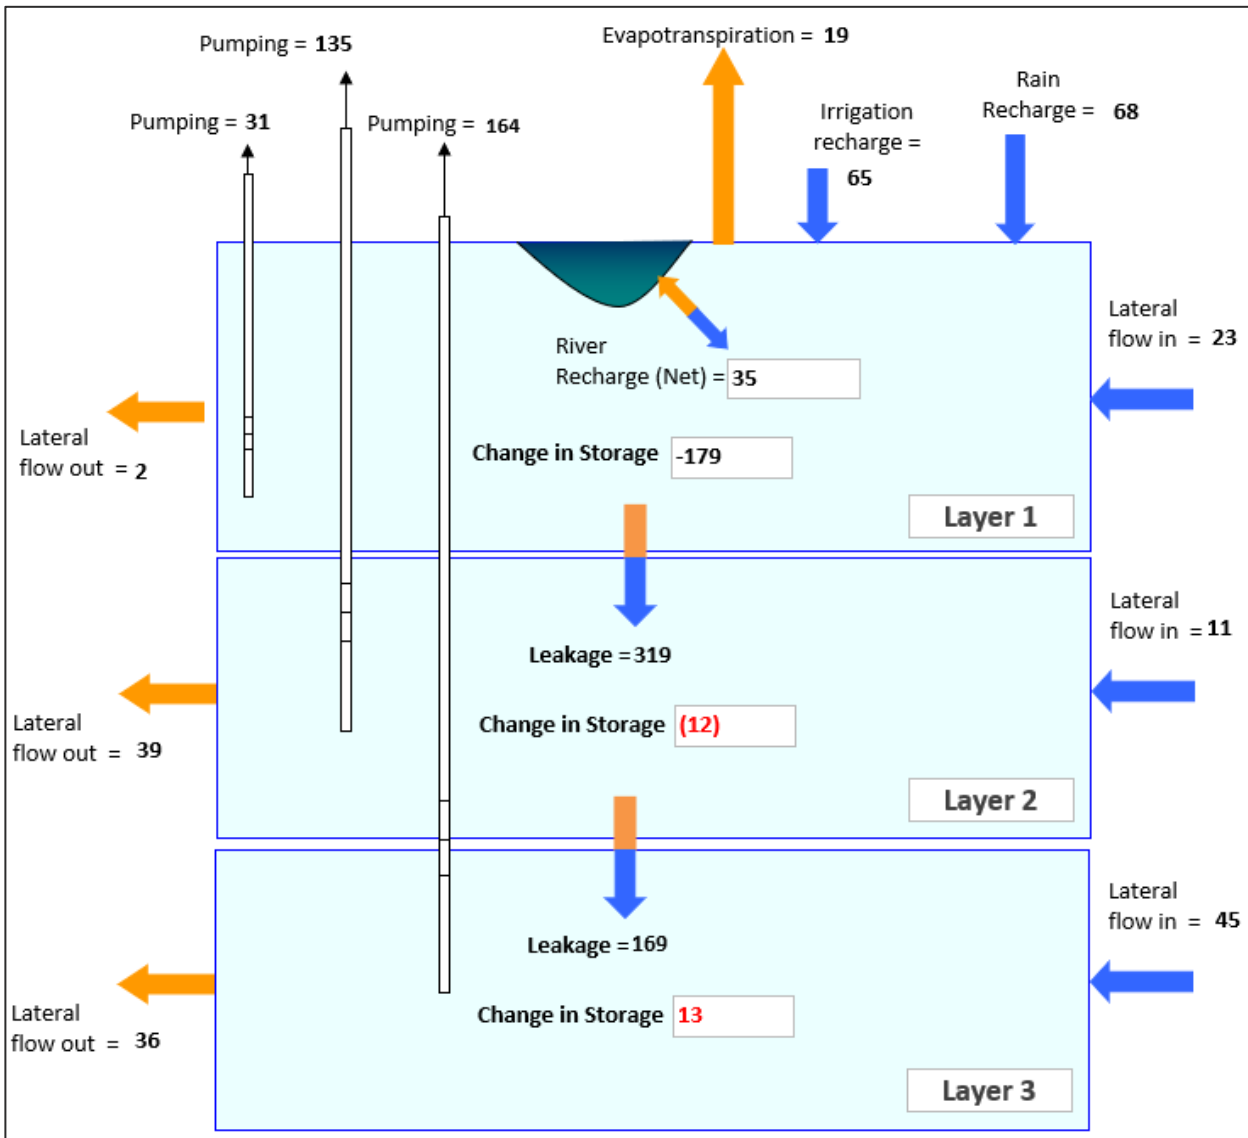 Pumping = 135
Evapotranspiration = 19
Pumping = 31
Pumping = 164
Irrigation
recharge =
65
Rain
Recharge = 68
Lateral
flow in = 23
River
Recharge (Net) = 35
Lateral
flow out = 2
Change in Storage -179
Layer 1
Lateral
flow in = 11
Leakage =319
Change in Storage (12)
Lateral
flow out = 39
Layer 2
Lateral
flow in = 45
Leakage =169
Change in Storage 13
Lateral
flow out = 36
Layer 3